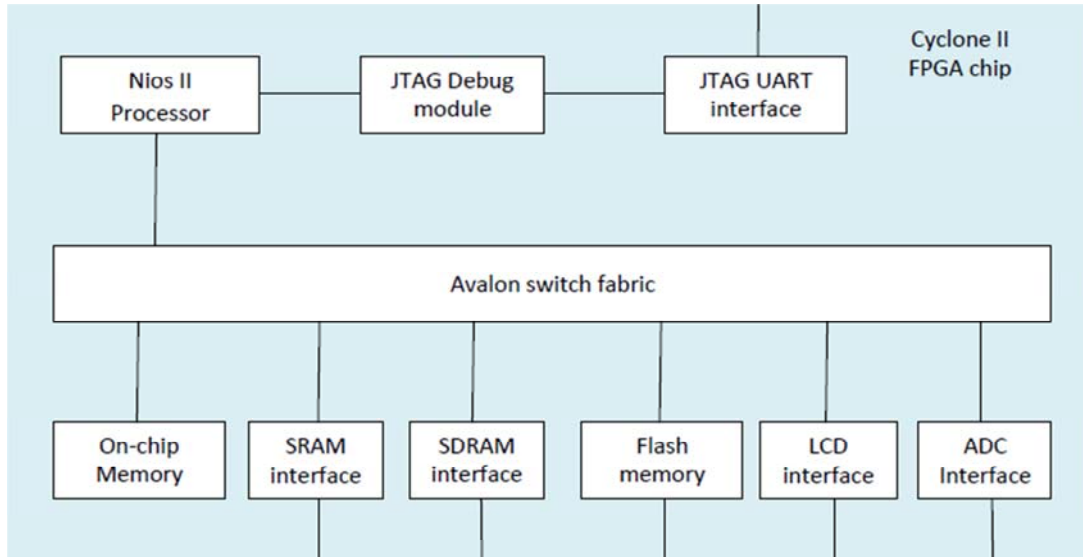 Cyclone II
FPGA chip
Nios II
Processor
JTAG Debug
module
JTAG UART
interface
Avalon switch fabric
On-chip
Memory
SRAM
interface
SDRAM
interface
Flash
memory
LCD
interface
ADC
Interface